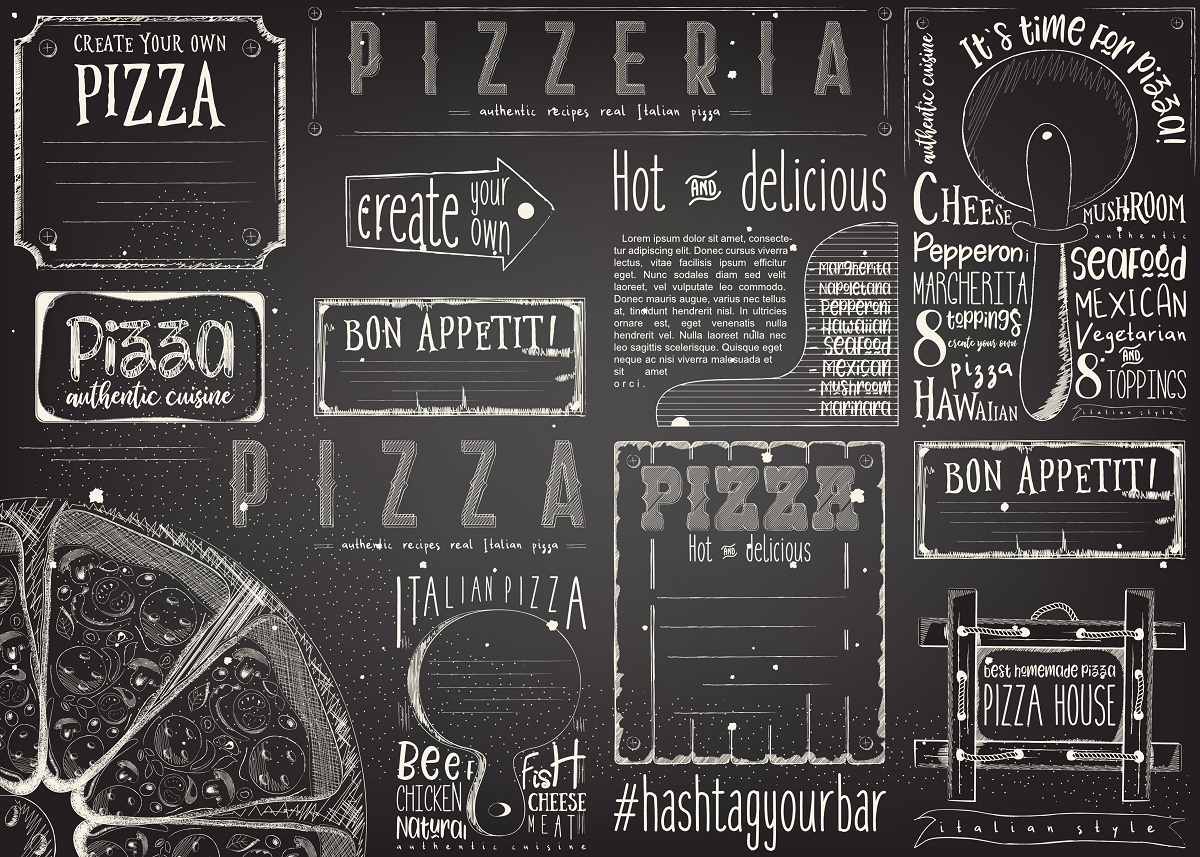 CREATE YOUR OWN
PIZZA
PIZZERIA
authentic recipes real Italian pizza
It's time for pizza!
authentic cuisine
create your own
Hot AND delicious
Lorem ipsum dolor sit amet, consecte-
tur adipiscing elit. Donec cursus viverra
lectus, vitae facilisis ipsum efficitur
eget. Nunc sodales diam sed velit
laoreet, vel vulputate leo commodo.
Donec mauris augue, varius nec tellus
at, tincidunt hendrerit nisl. In ultricies
ornare est, eget venenatis nulla
hendrerit vel. Nulla laoreet nulla nec
leo sagittis scelerisque. Quisque eget
neque ac nisi viverra malesuada et
sit amet
orci.
- margherita
- napoletana
- Pepperoni
- Hawaiian
- seafood
- mexican
- mushroom
- marinara
CHEESE
Pepperoni
MARGHERITA
8 toppings
create your own
pizza
HAWAIIAN
MUSHROOM
authentic
seafood
MEXICAN
Vegetarian
AND
8 TOPPINGS
italian style
Pizza
authentic cuisine
BON APPETIT!
PIZZA
authentic recipes real Italian pizza
PIZZA
Hot AND delicious
BON APPETIT!
ITALIAN PIZZA
Beef
CHICKEN
Natural
Fish
CHEESE
MEAT
authentic cuisine
#hashtagyourbar
best homemade pizza
PIZZA HOUSE
italian style